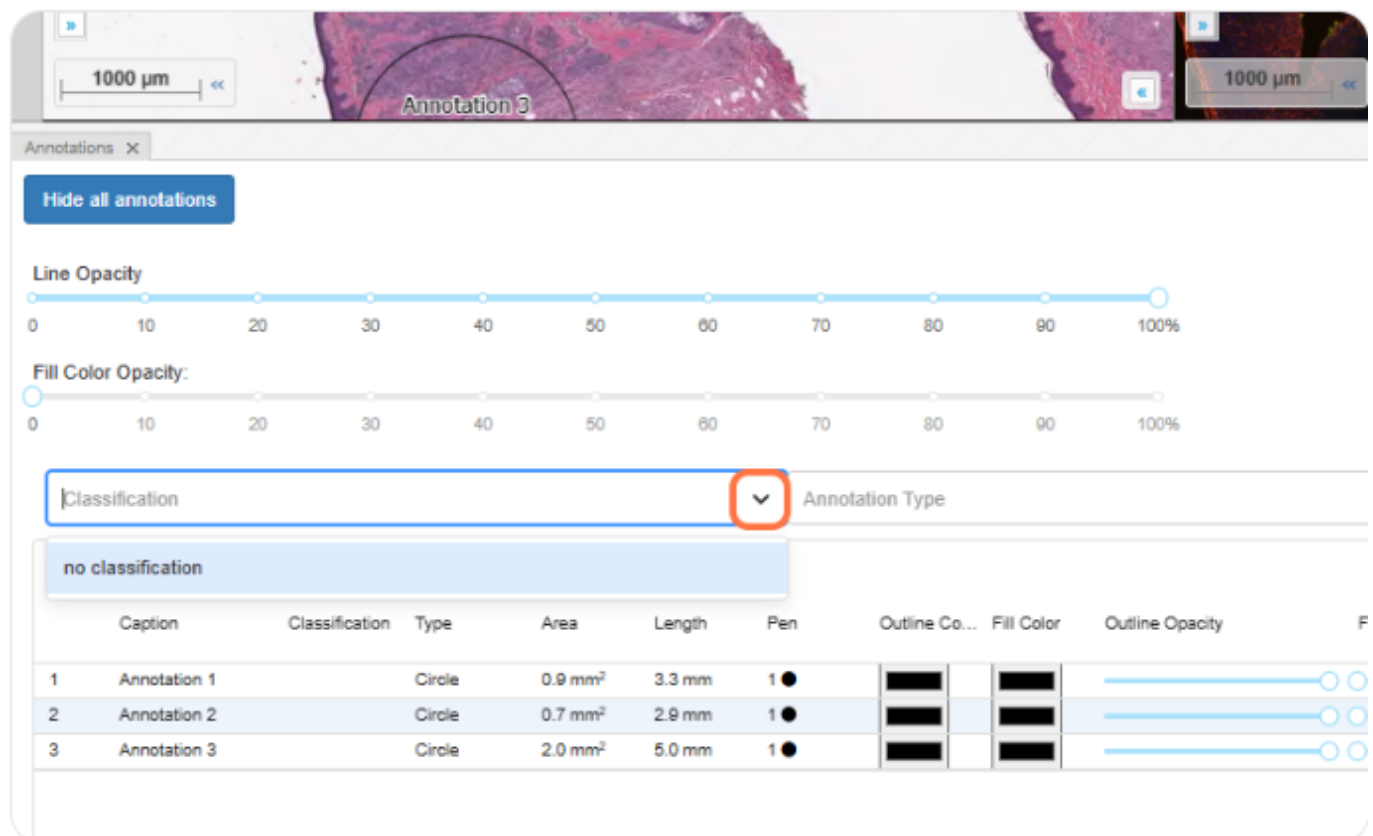 1000 µm «
Annotation 3
1000 µm «
Annotations ×
Hide all annotations
Line Opacity
0 10 20 30 40 50 60 70 80 90 100%
Fill Color Opacity:
0 10 20 30 40 50 60 70 80 90 100%
Classification Annotation Type
no classification
Caption Classification Type Area Length Pen Outline Co... Fill Color Outline Opacity F
1 Annotation 1 Circle 0.9 mm² 3.3 mm 1
2 Annotation 2 Circle 0.7 mm² 2.9 mm 1
3 Annotation 3 Circle 2.0 mm² 5.0 mm 1